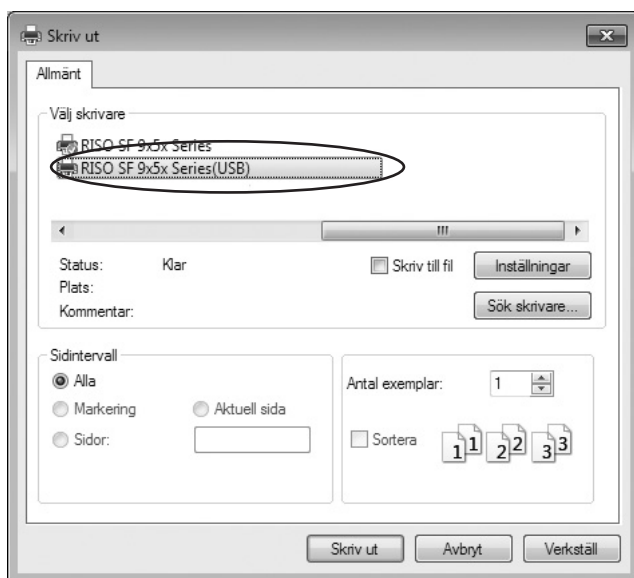 Skriv ut
Allmänt
Välj skrivare
RISO SF 9x5x Series
RISO SF 9x5x Series(USB)
Status: Klar
Skriv till fil
Inställningar
Plats:
Kommentar:
Sök skrivare...
Sidintervall
Alla
Markering
Aktuell sida
Sidor:
Antal exemplar: 1
Sortera
1 1 2 2 3 3
Skriv ut
Avbryt
Verkställ